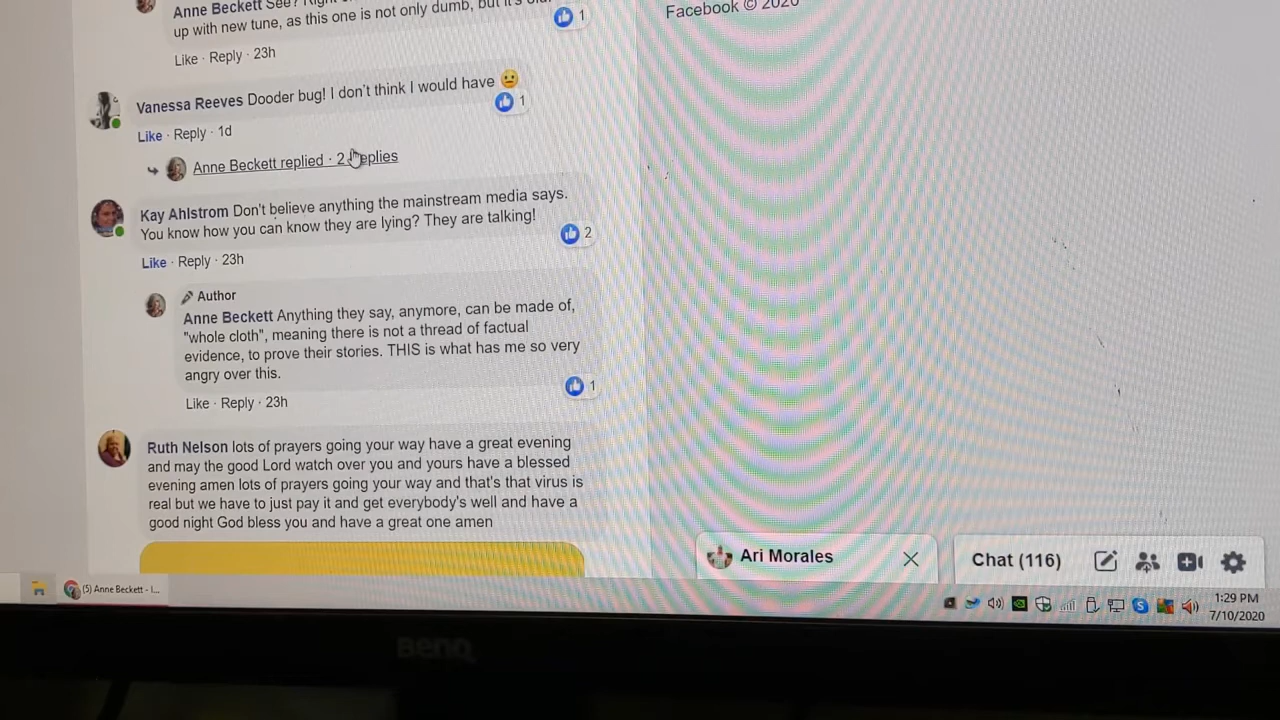 Anne Beckett See?
up with new tune, as this one is not only dumb, but it's
1
Like · Reply · 23h
Vanessa Reeves Dooder bug! I don't think I would have
1
Like · Reply · 1d
Anne Beckett replied · 2 replies
Kay Ahlstrom Don't believe anything the mainstream media says.
You know how you can know they are lying? They are talking!
2
Like · Reply · 23h
Author
Anne Beckett Anything they say, anymore, can be made of,
"whole cloth", meaning there is not a thread of factual
evidence, to prove their stories. THIS is what has me so very
angry over this.
1
Like · Reply · 23h
Ruth Nelson lots of prayers going your way have a great evening
and may the good Lord watch over you and yours have a blessed
evening amen lots of prayers going your way and that's that virus is
real but we have to just pay it and get everybody's well and have a
good night God bless you and have a great one amen
Facebook © 2020
Ari Morales
Chat (116)
(5) Anne Beckett - I...
1:29 PM
7/10/2020
BenQ